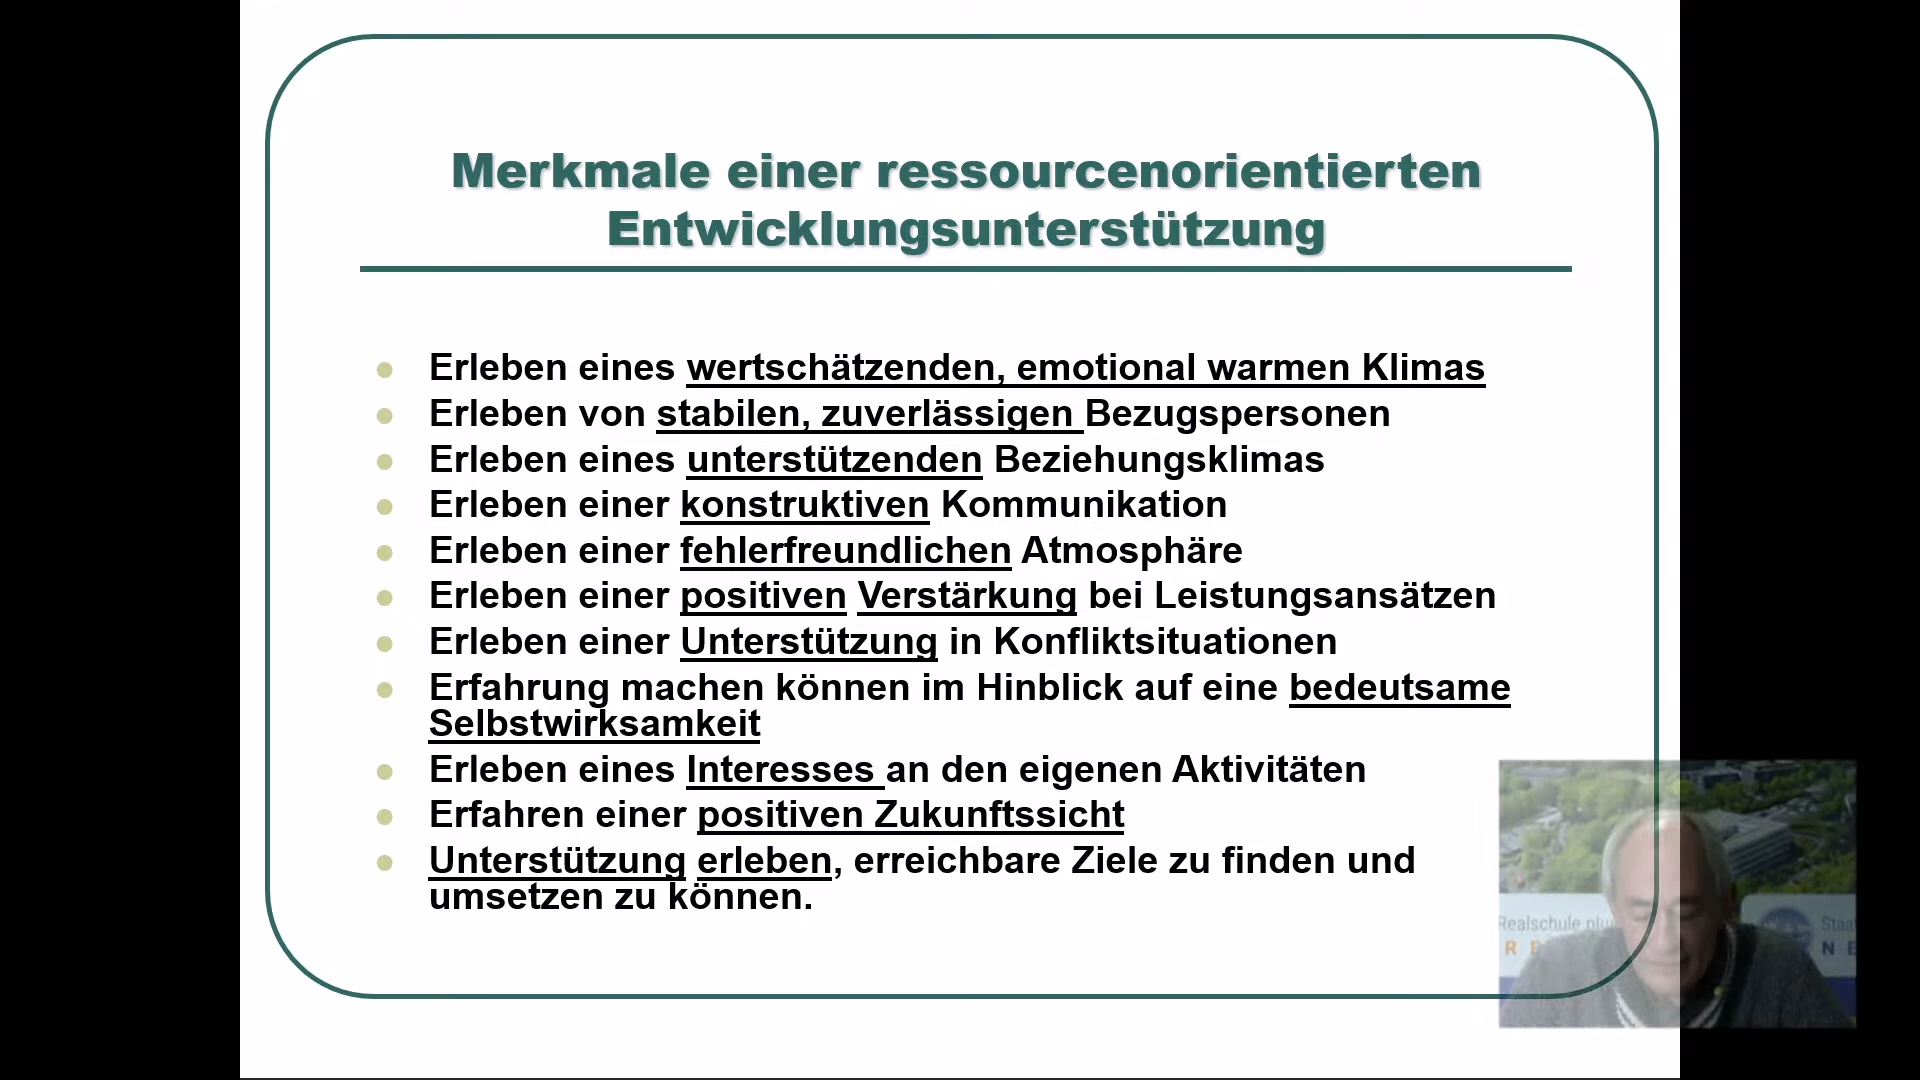 Merkmale einer ressourcenorientierten
Entwicklungsunterstützung
Erleben eines wertschätzenden, emotional warmen Klimas
Erleben von stabilen, zuverlässigen Bezugspersonen
Erleben eines unterstützenden Beziehungsklimas
Erleben einer konstruktiven Kommunikation
Erleben einer fehlerfreundlichen Atmosphäre
Erleben einer positiven Verstärkung bei Leistungsansätzen
Erleben einer Unterstützung in Konfliktsituationen
Erfahrung machen können im Hinblick auf eine bedeutsame
Selbstwirksamkeit
Erleben eines Interesses an den eigenen Aktivitäten
Erfahren einer positiven Zukunftssicht
Unterstützung erleben, erreichbare Ziele zu finden und
umsetzen zu können.
Realschule